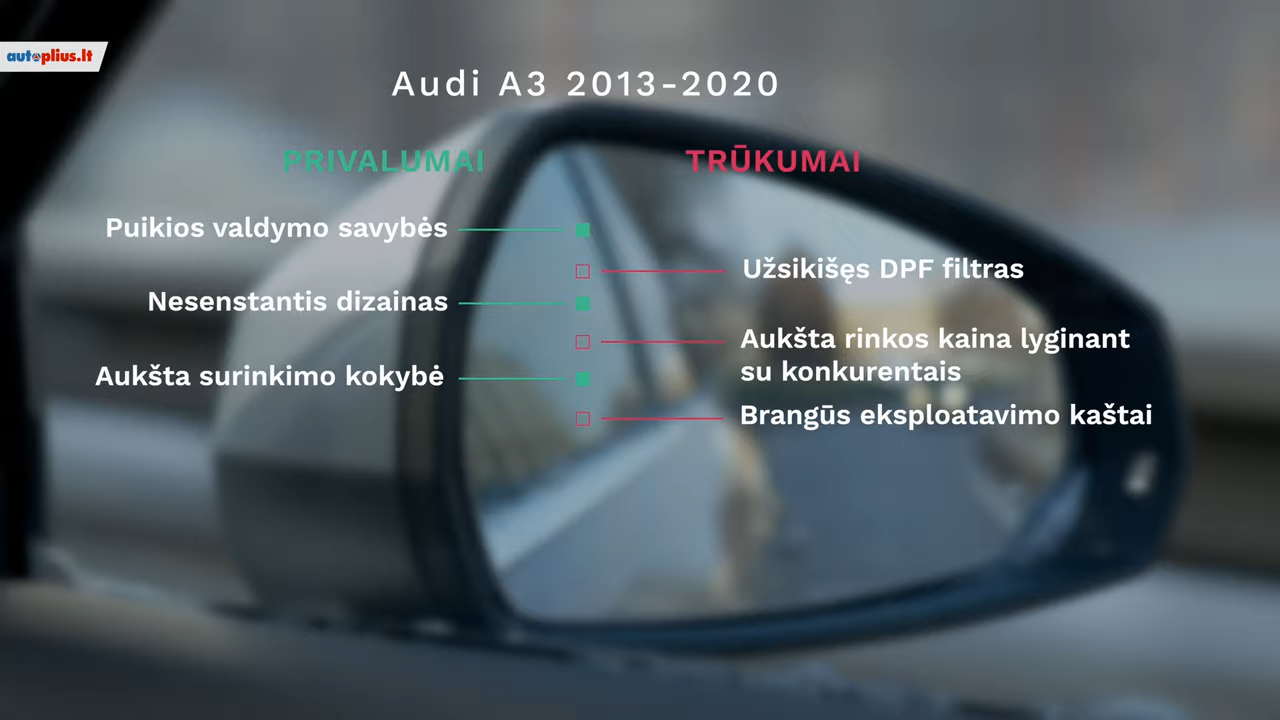 autoplius.lt
Audi A3 2013-2020
PRIVALUMAI
Puikios valdymo savybės
Nesenstantis dizainas
Aukšta surinkimo kokybė
TRŪKUMAI
Užsikišęs DPF filtras
Aukšta rinkos kaina lyginant
su konkurentais
Brangūs eksploatavimo kaštai